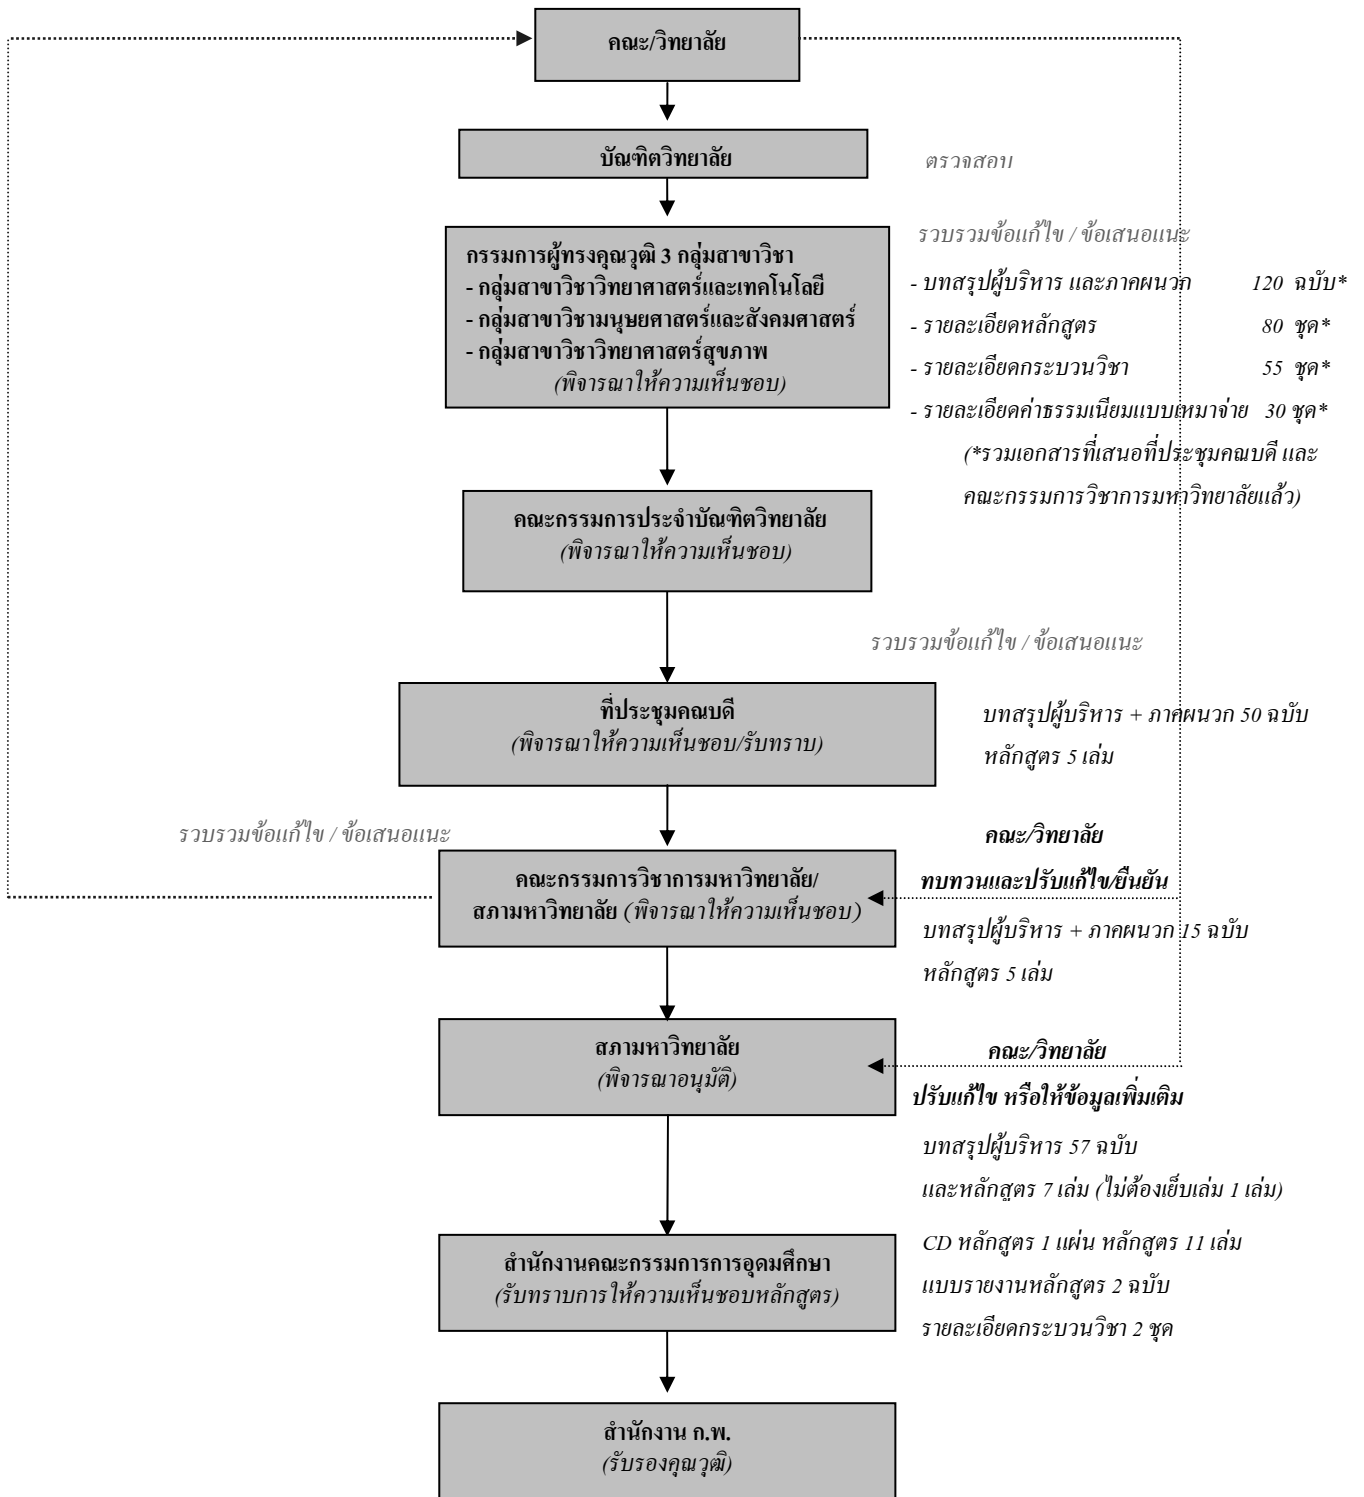 คณะ/วิทยาลัย
บัณฑิตวิทยาลัย
ตรวจสอบ
รวบรวมข้อแก้ไข / ข้อเสนอแนะ
กรรมการผู้ทรงคุณวุฒิ 3 กลุ่มสาขาวิชา
- กลุ่มสาขาวิชาวิทยาศาสตร์และเทคโนโลยี
- กลุ่มสาขาวิชามนุษยศาสตร์และสังคมศาสตร์
- กลุ่มสาขาวิชาวิทยาศาสตร์สุขภาพ
(พิจารณาให้ความเห็นชอบ)
- บทสรุปผู้บริหาร และภาคผนวก 120 ฉบับ*
- รายละเอียดหลักสูตร 80 ชุด*
- รายละเอียดกระบวนวิชา 55 ชุด*
- รายละเอียดค่าธรรมเนียมแบบเหมาจ่าย 30 ชุด*
(*รวมเอกสารที่เสนอที่ประชุมคณบดี และ
คณะกรรมการวิชาการมหาวิทยาลัยแล้ว)
คณะกรรมการประจำบัณฑิตวิทยาลัย
(พิจารณาให้ความเห็นชอบ)
รวบรวมข้อแก้ไข / ข้อเสนอแนะ
ที่ประชุมคณบดี
(พิจารณาให้ความเห็นชอบ/รับทราบ)
บทสรุปผู้บริหาร + ภาคผนวก 50 ฉบับ
หลักสูตร 5 เล่ม
รวบรวมข้อแก้ไข / ข้อเสนอแนะ
คณะ/วิทยาลัย
ทบทวนและปรับแก้ไข/ยืนยัน
คณะกรรมการวิชาการมหาวิทยาลัย/
สภามหาวิทยาลัย (พิจารณาให้ความเห็นชอบ)
บทสรุปผู้บริหาร + ภาคผนวก 15 ฉบับ
หลักสูตร 5 เล่ม
สภามหาวิทยาลัย
(พิจารณาอนุมัติ)
คณะ/วิทยาลัย
ปรับแก้ไข หรือให้ข้อมูลเพิ่มเติม
บทสรุปผู้บริหาร 57 ฉบับ
และหลักสูตร 7 เล่ม (ไม่ต้องเย็บเล่ม 1 เล่ม)
สำนักงานคณะกรรมการการอุดมศึกษา
(รับทราบการให้ความเห็นชอบหลักสูตร)
CD หลักสูตร 1 แผ่น หลักสูตร 11 เล่ม
แบบรายงานหลักสูตร 2 ฉบับ
รายละเอียดกระบวนวิชา 2 ชุด
สำนักงาน ก.พ.
(รับรองคุณวุฒิ)